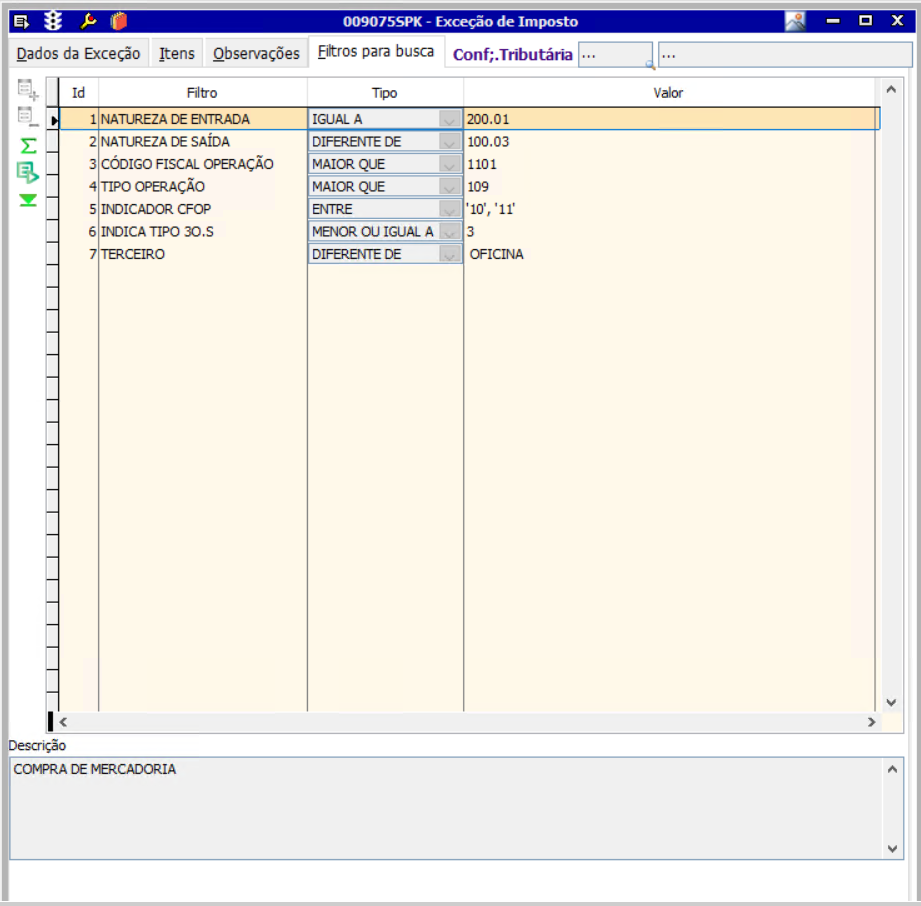 009075SPK - Exceção de Imposto
Dados da Exceção Itens Observações Filtros para busca Conf;.Tributária ... ...
Id Filtro Tipo Valor
1 NATUREZA DE ENTRADA IGUAL A 200.01
2 NATUREZA DE SAÍDA DIFERENTE DE 100.03
3 CÓDIGO FISCAL OPERAÇÃO MAIOR QUE 1101
4 TIPO OPERAÇÃO MAIOR QUE 109
5 INDICADOR CFOP ENTRE '10', '11'
6 INDICA TIPO 3O.S MENOR OU IGUAL A 3
7 TERCEIRO DIFERENTE DE OFICINA
Descrição
COMPRA DE MERCADORIA